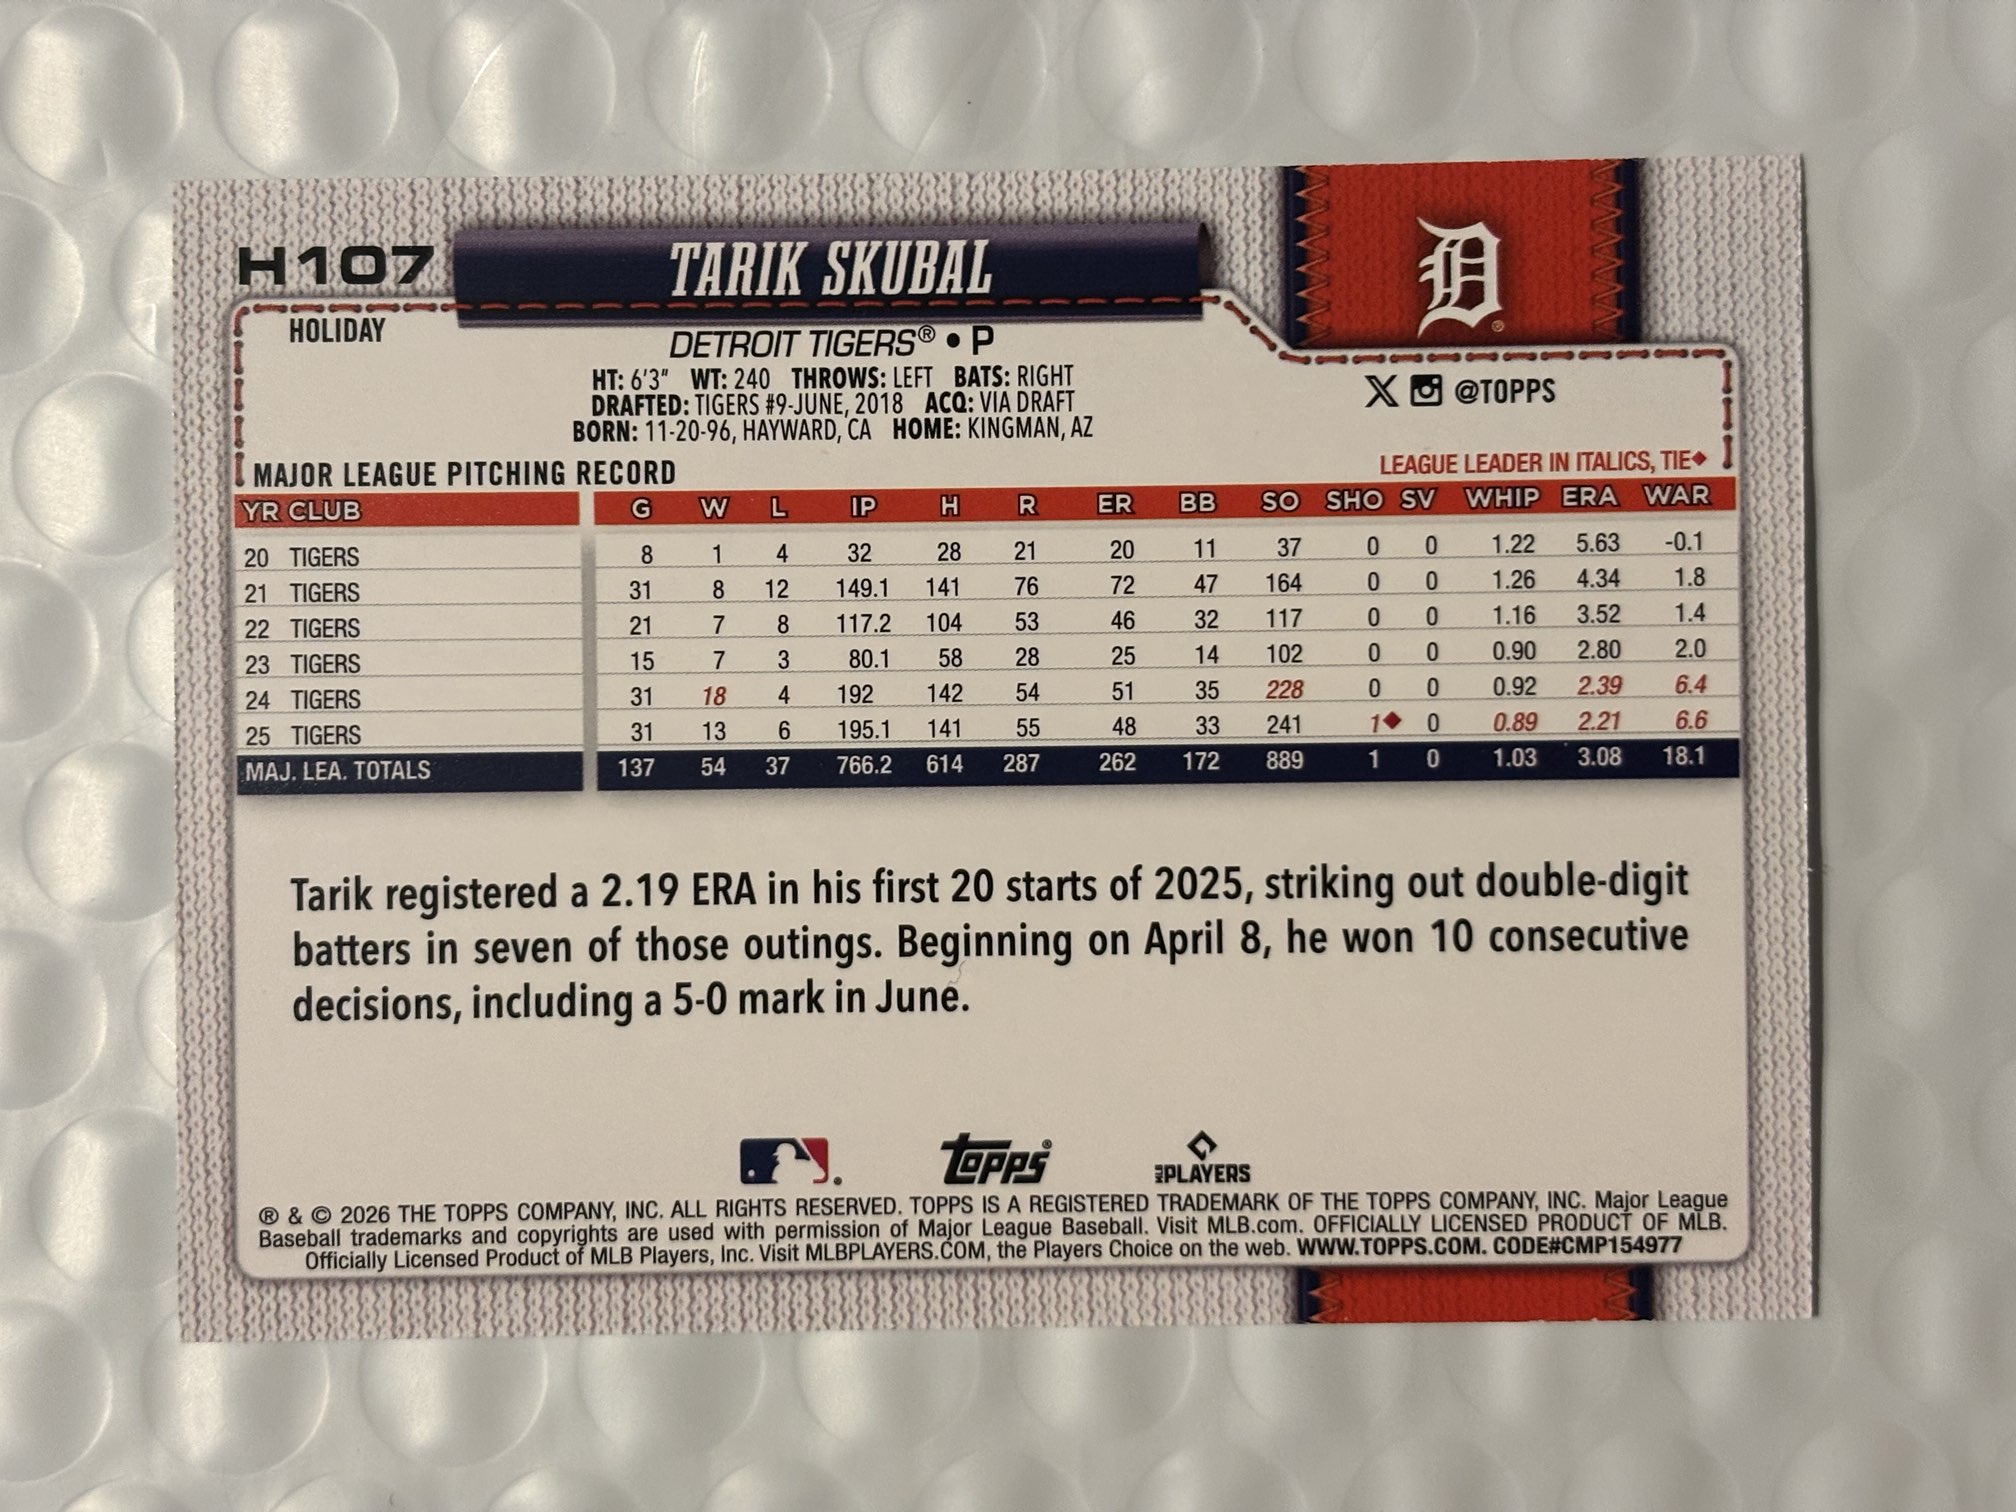 H107
TARIK SKUBAL
D
HOLIDAY
DETROIT TIGERS® • P
HT: 6'3" WT: 240 THROWS: LEFT BATS: RIGHT
DRAFTED: TIGERS #9-JUNE, 2018 ACQ: VIA DRAFT
BORN: 11-20-96, HAYWARD, CA HOME: KINGMAN, AZ
X @TOPPS
MAJOR LEAGUE PITCHING RECORD
LEAGUE LEADER IN ITALICS, TIE◆
YR CLUB G W L IP H R ER BB SO SHO SV WHIP ERA WAR
20 TIGERS 8 1 4 32 28 21 20 11 37 0 0 1.22 5.63 -0.1
21 TIGERS 31 8 12 149.1 141 76 72 47 164 0 0 1.26 4.34 1.8
22 TIGERS 21 7 8 117.2 104 53 46 32 117 0 0 1.16 3.52 1.4
23 TIGERS 15 7 3 80.1 58 28 25 14 102 0 0 0.90 2.80 2.0
24 TIGERS 31 18 4 192 142 54 51 35 228 0 0 0.92 2.39 6.4
25 TIGERS 31 13 6 195.1 141 55 48 33 241 1◆ 0 0.89 2.21 6.6
MAJ. LEA. TOTALS 137 54 37 766.2 614 287 262 172 889 1 0 1.03 3.08 18.1
Tarik registered a 2.19 ERA in his first 20 starts of 2025, striking out double-digit
batters in seven of those outings. Beginning on April 8, he won 10 consecutive
decisions, including a 5-0 mark in June.
topps®
MLB PLAYERS
® & © 2026 THE TOPPS COMPANY, INC. ALL RIGHTS RESERVED. TOPPS IS A REGISTERED TRADEMARK OF THE TOPPS COMPANY, INC. Major League
Baseball trademarks and copyrights are used with permission of Major League Baseball. Visit MLB.com. OFFICIALLY LICENSED PRODUCT OF MLB.
Officially Licensed Product of MLB Players, Inc. Visit MLBPLAYERS.COM, the Players Choice on the web. WWW.TOPPS.COM. CODE#CMP154977